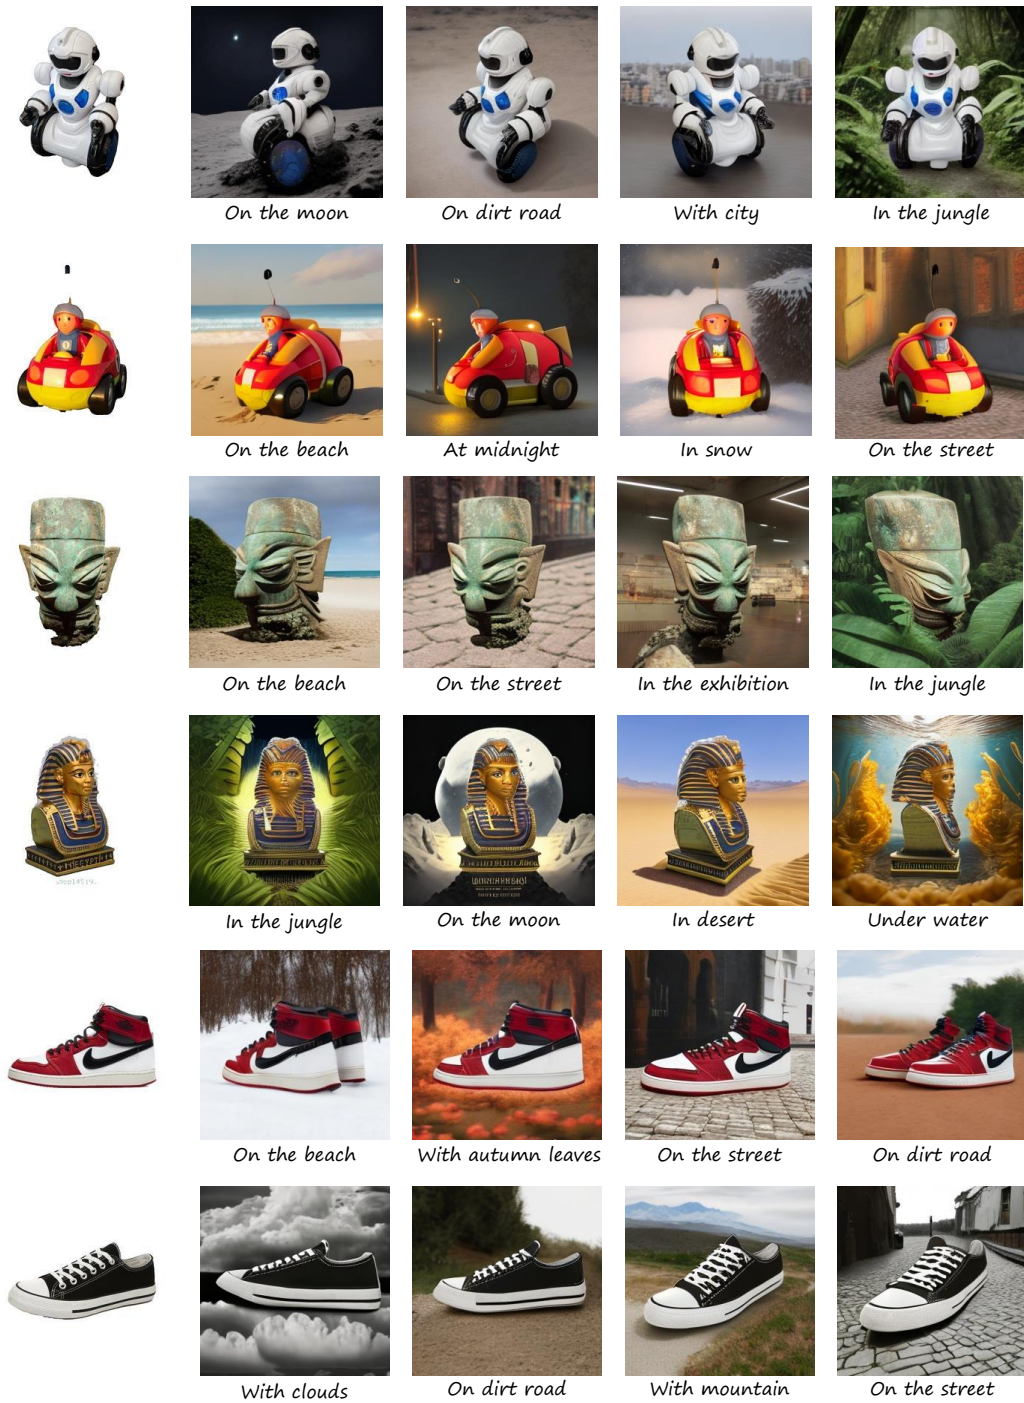 On the moon
On dirt road
With city
In the jungle
On the beach
At midnight
In snow
On the street
On the beach
On the street
In the exhibition
In the jungle
In the jungle
On the moon
In desert
Under water
On the beach
With autumn leaves
On the street
On dirt road
With clouds
On dirt road
With mountain
On the street